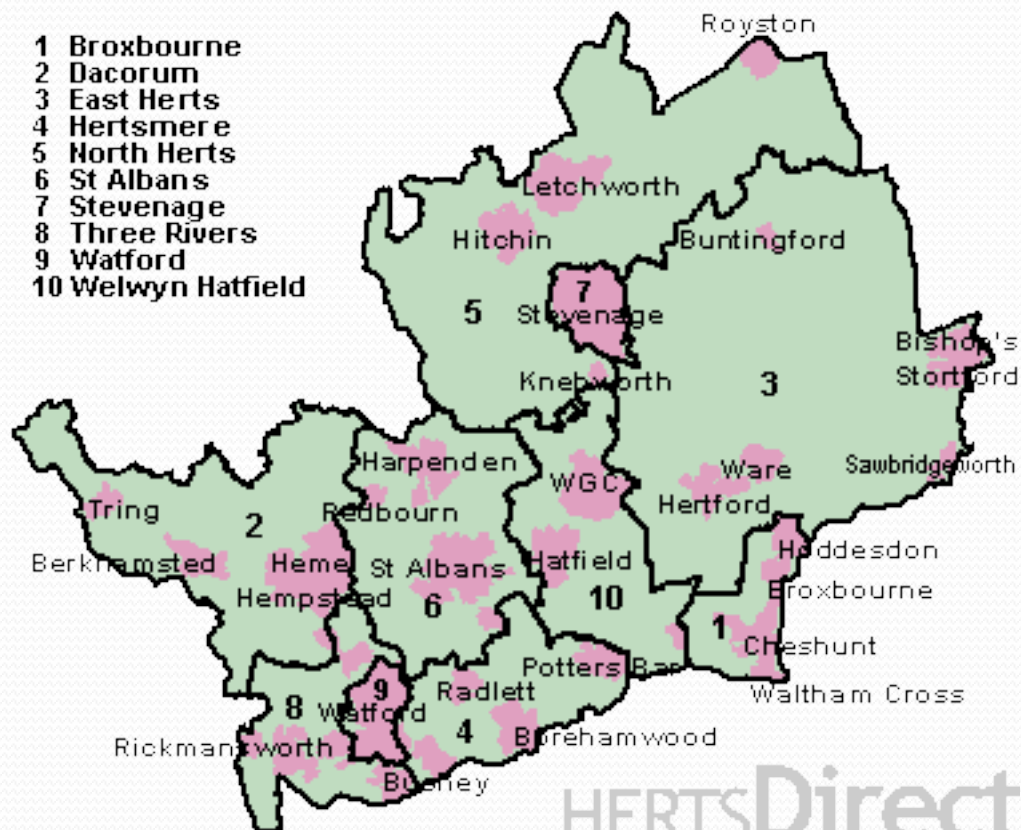 1 Broxbourne
2 Dacorum
3 East Herts
4 Hertsmere
5 North Herts
6 St Albans
7 Stevenage
8 Three Rivers
9 Watford
10 Welwyn Hatfield
Royston
Letchworth
Hitchin
Buntingford
7
5
Stevenage
Bishop's
Stortford
Knebworth
3
Harpenden
WGC
Ware
Sawbridgeworth
Hertford
Tring
2
Redbourn
Berkhamsted
Hemel
Hempstead
St Albans
6
Hatfield
10
Hoddesdon
Broxbourne
1
Cheshunt
Potters Bar
Waltham Cross
Radlett
9
8
Watford
4
Borehamwood
Rickmansworth
Bushey
HERTSDirect